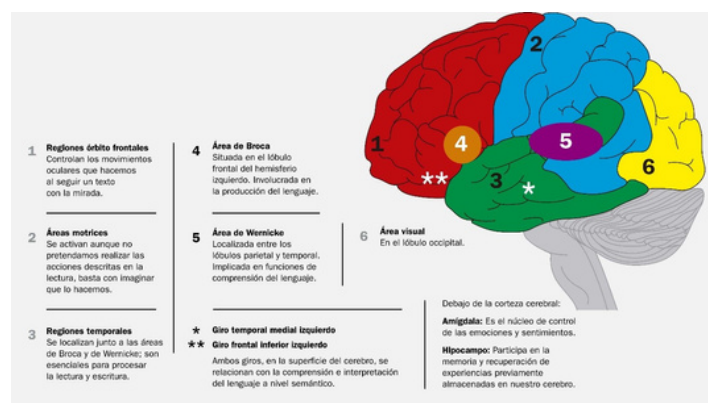 1 Regiones órbito frontales
Controlan los movimientos
oculares que hacemos
al seguir un texto
con la mirada.
2 Áreas motrices
Se activan aunque no
pretendamos realizar las
acciones descritas en la
lectura, basta con imaginar
que lo hacemos.
3 Regiones temporales
Se localizan junto a las áreas
de Broca y de Wernicke; son
esenciales para procesar
la lectura y escritura.
4 Área de Broca
Situada en el lóbulo
frontal del hemisferio
izquierdo. Involucrada en
la producción del lenguaje.
5 Área de Wernicke
Localizada entre los
lóbulos parietal y temporal.
Implicada en funciones de
comprensión del lenguaje.
6 Área visual
En el lóbulo occipital.
* Giro temporal medial izquierdo
** Giro frontal inferior izquierdo
Ambos giros, en la superficie del cerebro, se
relacionan con la comprensión e interpretación
del lenguaje a nivel semántico.
Debajo de la corteza cerebral:
Amígdala: Es el núcleo de control
de las emociones y sentimientos.
Hipocampo: Participa en la
memoria y recuperación de
experiencias previamente
almacenadas en nuestro cerebro.
2
1
4
5
6
3
**
*